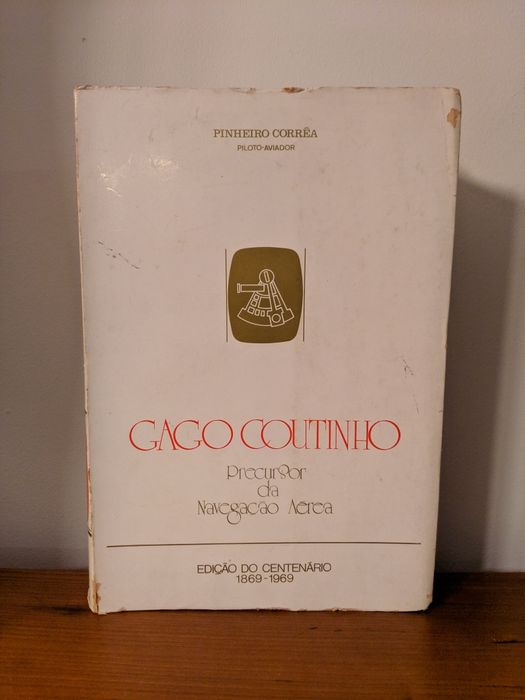 PINHEIRO CORRÊA
PILOTO-AVIADOR
GAGO COUTINHO
Precursor
da
Navegação Aérea
EDIÇÃO DO CENTENÁRIO
1869-1969